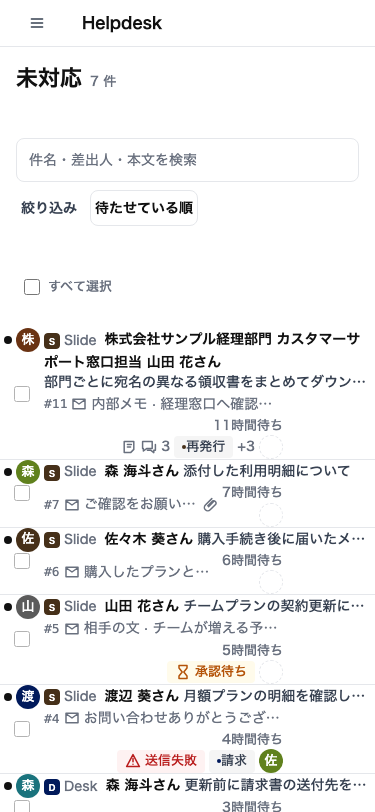 Helpdesk
未対応 7 件
件名・差出人・本文を検索
絞り込み 待たせている順
すべて選択
株 S Slide 株式会社サンプル経理部門 カスタマーサ
ポート窓口担当 山田 花さん
部門ごとに宛名の異なる領収書をまとめてダウン…
#11 内部メモ · 経理窓口へ確認…
11時間待ち
3 •再発行 +3
森 S Slide 森 海斗さん 添付した利用明細について
7時間待ち
#7 ご確認をお願い…
佐 S Slide 佐々木 葵さん 購入手続き後に届いたメ…
6時間待ち
#6 購入したプランと…
山 S Slide 山田 花さん チームプランの契約更新に…
#5 相手の文 · チームが増える予…
5時間待ち
承認待ち
渡 S Slide 渡辺 葵さん 月額プランの明細を確認し…
#4 お問い合わせありがとうござ…
4時間待ち
送信失敗 •請求 佐
森 D Desk 森 海斗さん 更新前に請求書の送付先を…
3時間待ち